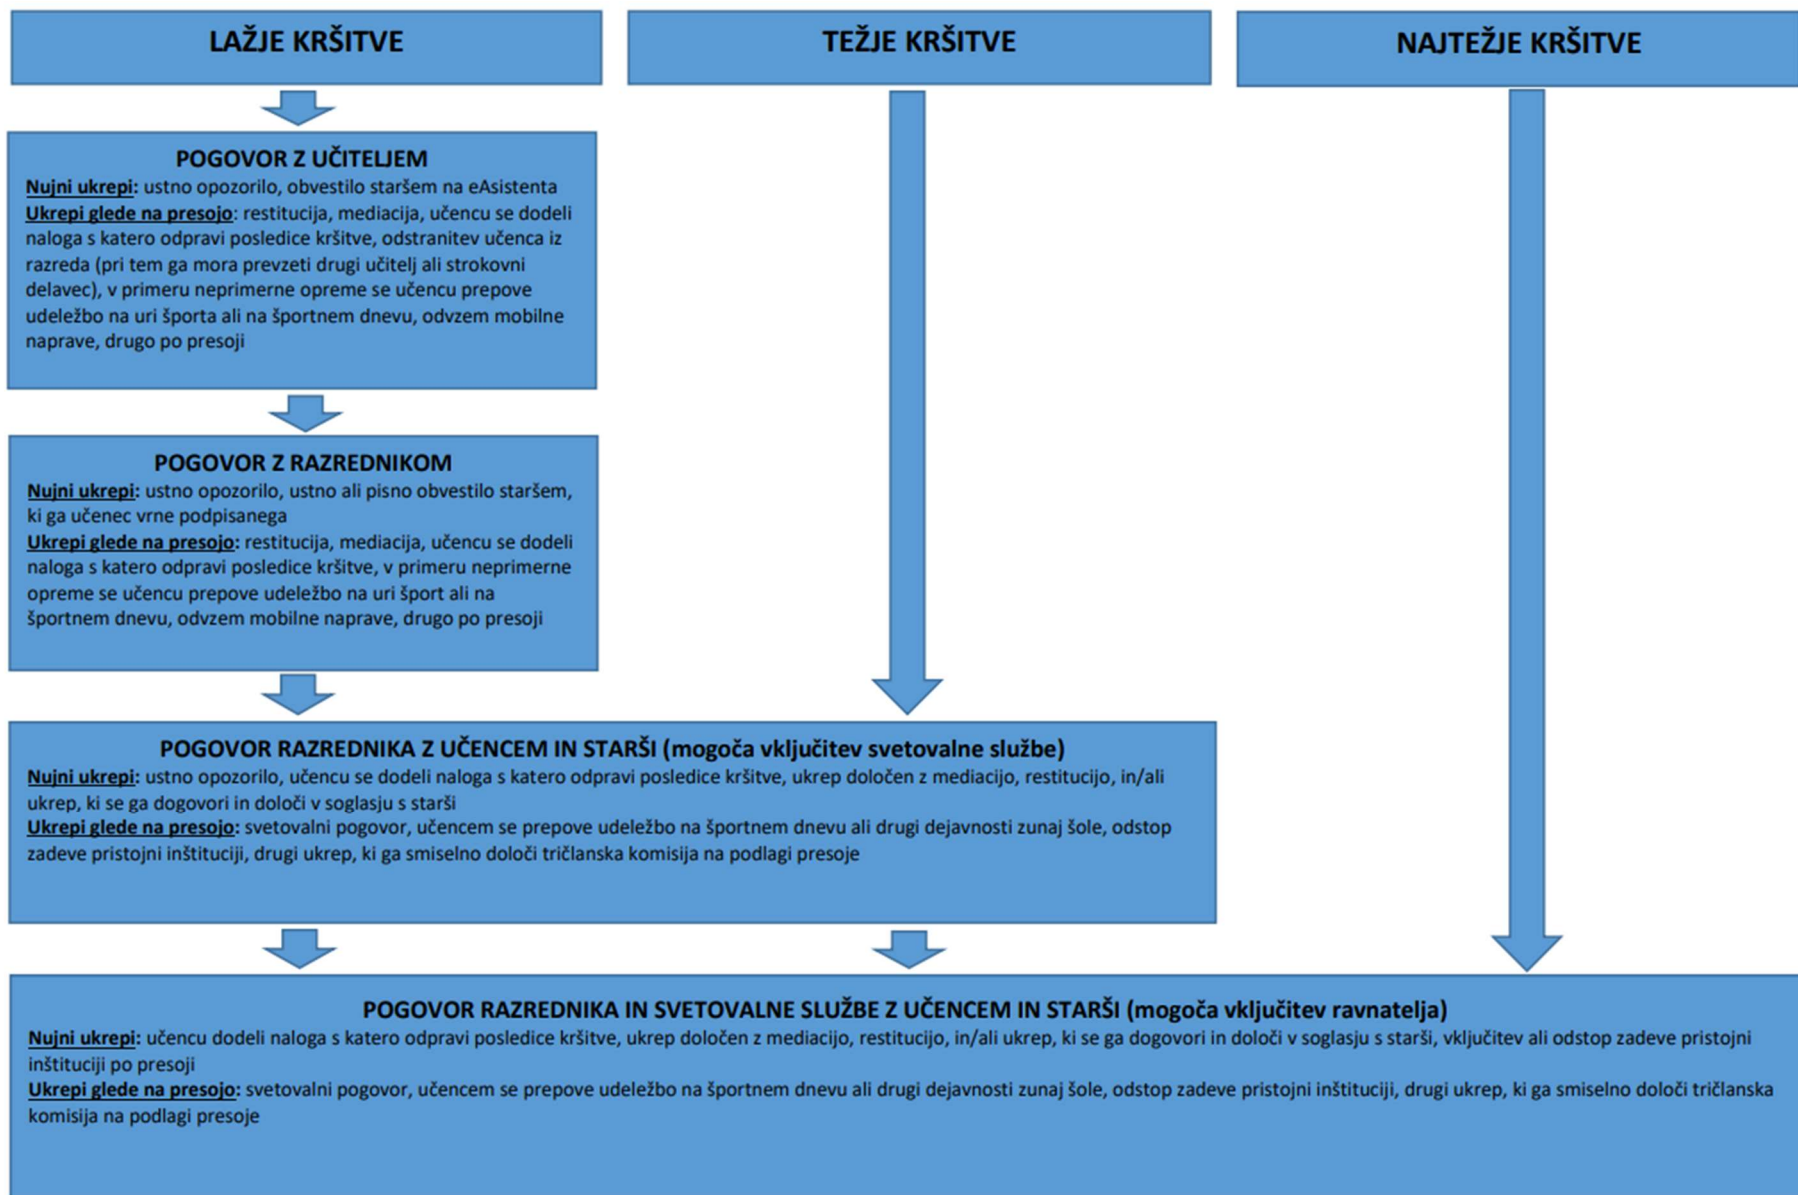 LAŽJE KRŠITVE
TEŽJE KRŠITVE
NAJTEŽJE KRŠITVE
POGOVOR Z UČITELJEM
Nujni ukrepi: ustno opozorilo, obvestilo staršem na eAsistenta
Ukrepi glede na presojo: restitucija, mediacija, učencu se dodeli
naloga s katero odpravi posledice kršitve, odstranitev učenca iz
razreda (pri tem ga mora prevzeti drugi učitelj ali strokovni
delavec), v primeru neprimerne opreme se učencu prepove
udeležbo na uri športa ali na športnem dnevu, odvzem mobilne
naprave, drugo po presoji
POGOVOR Z RAZREDNIKOM
Nujni ukrepi: ustno opozorilo, ustno ali pisno obvestilo staršem,
ki ga učenec vrne podpisanega
Ukrepi glede na presojo: restitucija, mediacija, učencu se dodeli
naloga s katero odpravi posledice kršitve, v primeru neprimerne
opreme se učencu prepove udeležbo na uri šport ali na
športnem dnevu, odvzem mobilne naprave, drugo po presoji
POGOVOR RAZREDNIKA Z UČENCEM IN STARŠI (mogoča vključitev svetovalne službe)
Nujni ukrepi: ustno opozorilo, učencu se dodeli naloga s katero odpravi posledice kršitve, ukrep določen z mediacijo, restitucijo, in/ali
ukrep, ki se ga dogovori in določi v soglasju s starši
Ukrepi glede na presojo: svetovalni pogovor, učencem se prepove udeležbo na športnem dnevu ali drugi dejavnosti zunaj šole, odstop
zadeve pristojni inštituciji, drugi ukrep, ki ga smiselno določi tričlanska komisija na podlagi presoje
POGOVOR RAZREDNIKA IN SVETOVALNE SLUŽBE Z UČENCEM IN STARŠI (mogoča vključitev ravnatelja)
Nujni ukrepi: učencu dodeli naloga s katero odpravi posledice kršitve, ukrep določen z mediacijo, restitucijo, in/ali ukrep, ki se ga dogovori in določi v soglasju s starši, vključitev ali odstop zadeve pristojni
inštituciji po presoji
Ukrepi glede na presojo: svetovalni pogovor, učencem se prepove udeležbo na športnem dnevu ali drugi dejavnosti zunaj šole, odstop zadeve pristojni inštituciji, drugi ukrep, ki ga smiselno določi tričlanska
komisija na podlagi presoje